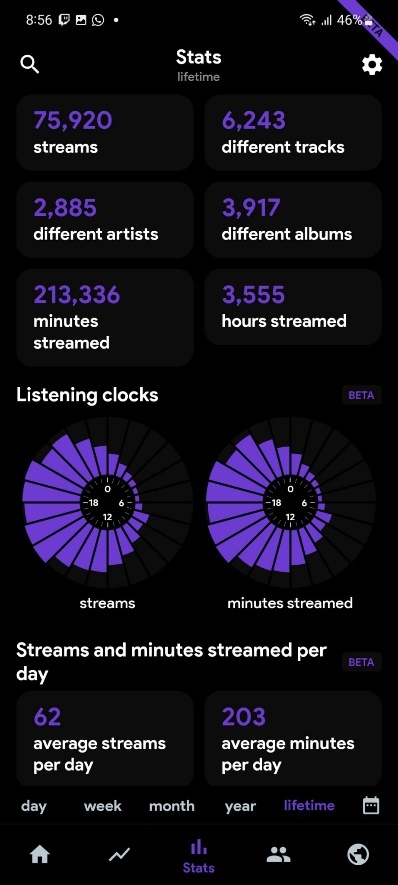 8:56
46%
BETA
Stats
lifetime
75,920
streams
6,243
different tracks
2,885
different artists
3,917
different albums
213,336
minutes
streamed
3,555
hours streamed
Listening clocks
BETA
0
18
6
12
0
18
6
12
streams
minutes streamed
Streams and minutes streamed per
day
BETA
62
average streams
per day
203
average minutes
per day
day
week
month
year
lifetime
Stats